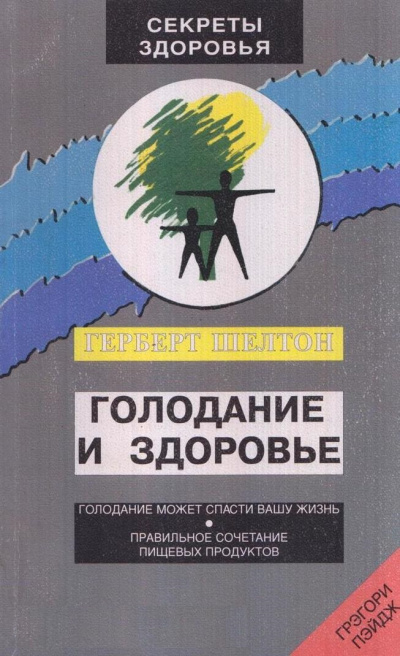 СЕКРЕТЫ
ЗДОРОВЬЯ
ГЕРБЕРТ ШЕЛТОН
ГОЛОДАНИЕ
И ЗДОРОВЬЕ
ГОЛОДАНИЕ МОЖЕТ СПАСТИ ВАШУ ЖИЗНЬ
•
ПРАВИЛЬНОЕ СОЧЕТАНИЕ
ПИЩЕВЫХ ПРОДУКТОВ
ГРЭГОРИ
ПЭЙДЖ